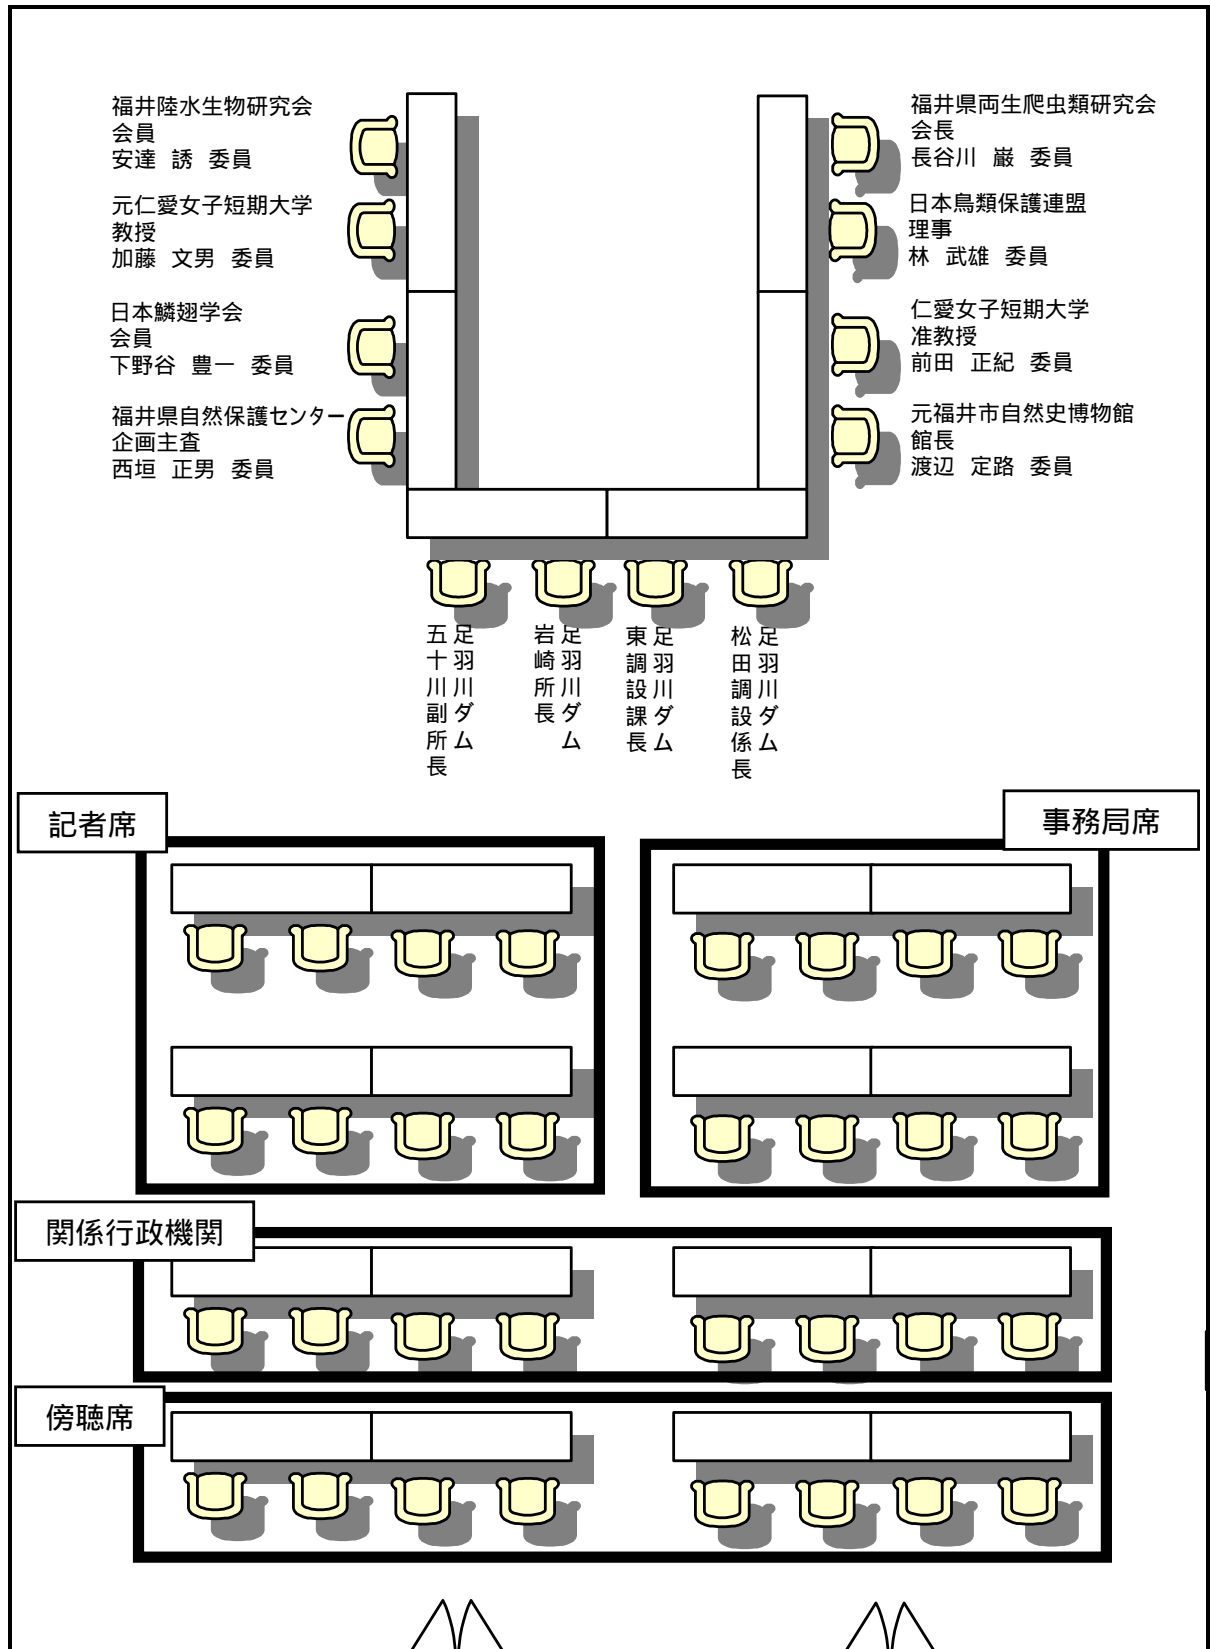 福井陸水生物研究会
会員
安達 誘 委員
元仁愛女子短期大学
教授
加藤 文男 委員
日本鱗翅学会
会員
下野谷 豊一 委員
福井県自然保護センター
企画主査
西垣 正男 委員
福井県両生爬虫類研究会
会長
長谷川 巌 委員
日本鳥類保護連盟
理事
林 武雄 委員
仁愛女子短期大学
准教授
前田 正紀 委員
元福井市自然史博物館
館長
渡辺 定路 委員
足羽川ダム
五十川副所長
足羽川ダム
岩崎所長
足羽川ダム
東調設課長
足羽川ダム
松田調設係長
記者席
事務局席
関係行政機関
傍聴席